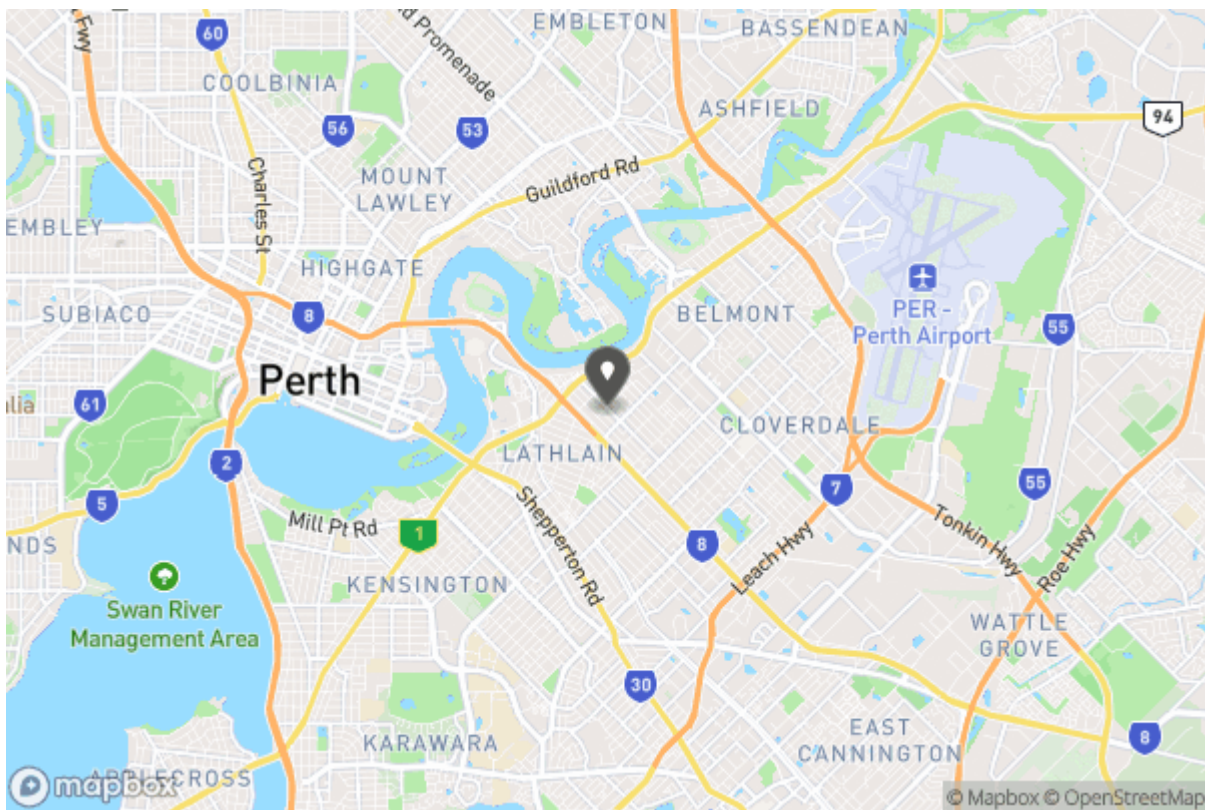 EMBLETON
BASSENDEAN
60
Fwy
COOLBINIA
Promenade
ASHFIELD
94
56
53
Charles St
MOUNT
LAWLEY
Guildford Rd
EMBLEY
HIGHGATE
SUBIACO
8
BELMONT
PER -
Perth Airport
55
Perth
61
alia
CLOVERDALE
LATHLAIN
2
5
7
55
Mill Pt Rd
1
Shepperton Rd
8
Leach Hwy
Tonkin Hwy
Roe Hwy
NDS
KENSINGTON
Swan River
Management Area
WATTLE
GROVE
30
KARAWARA
EAST
CANNINGTON
8
APPLECROSS
mapbox
© Mapbox © OpenStreetMap